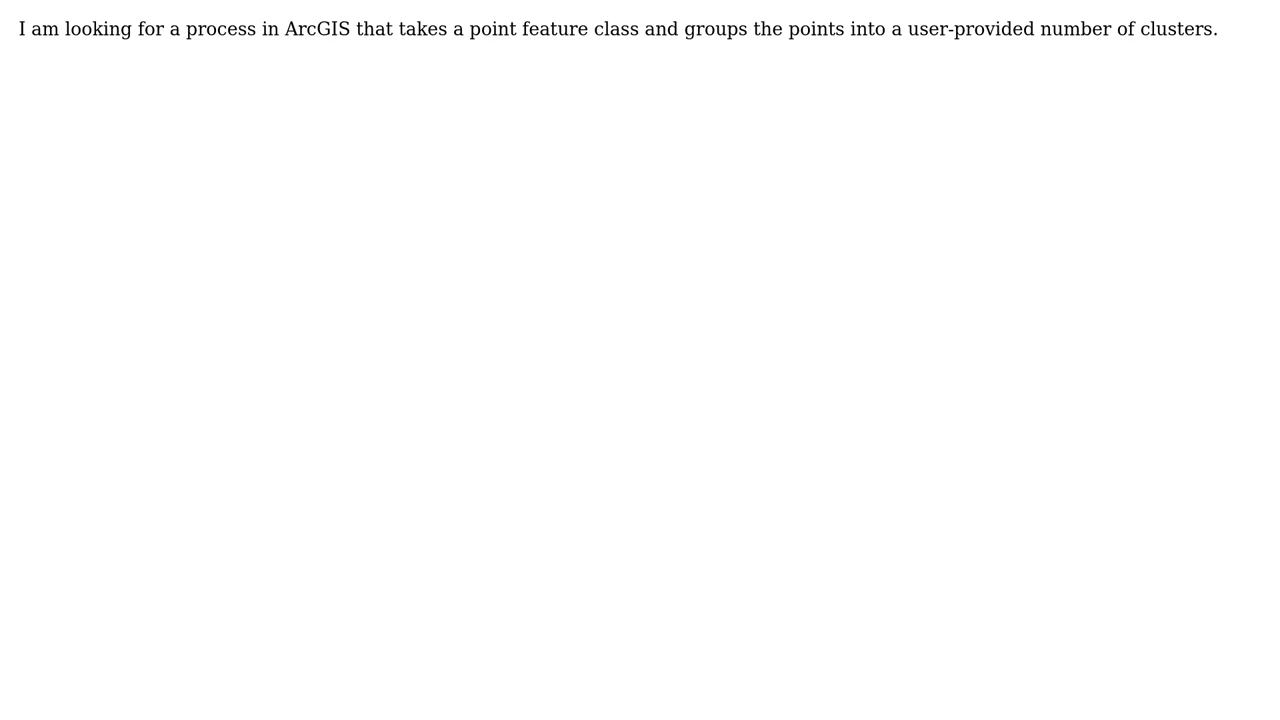 I am looking for a process in ArcGIS that takes a point feature class and groups the points into a user-provided number of clusters.